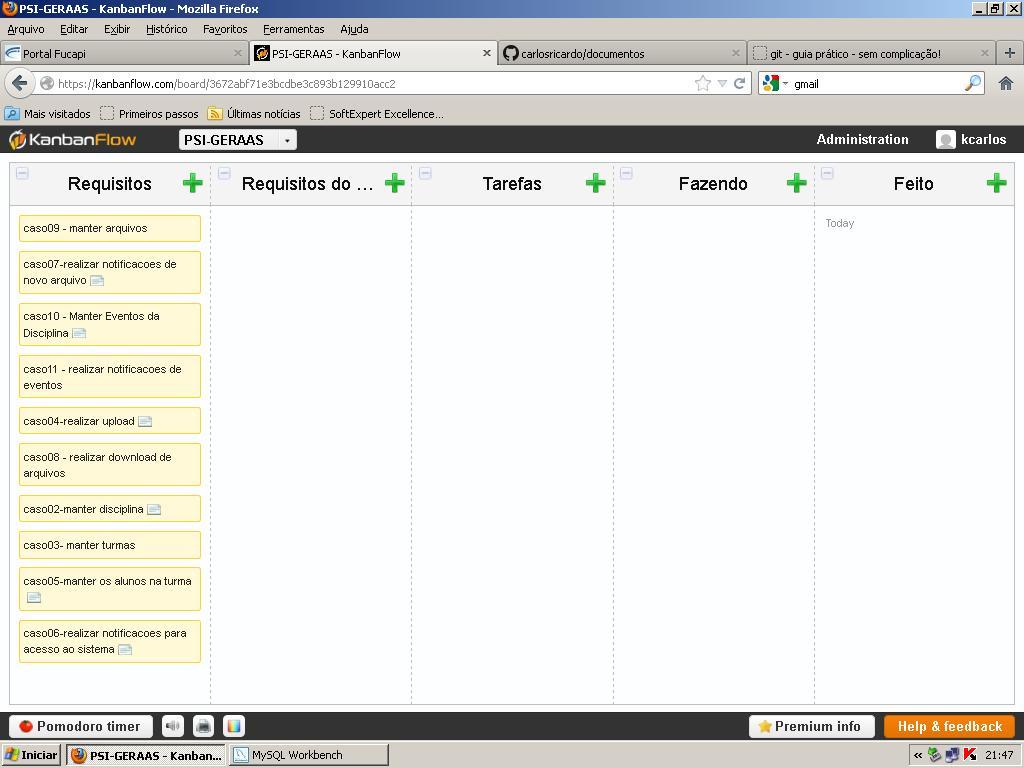 PSI-GERAAS - KanbanFlow - Mozilla Firefox
Arquivo Editar Exibir Histórico Favoritos Ferramentas Ajuda
Portal Fucapi
PSI-GERAAS - KanbanFlow
carlosricardo/documentos
git - guia prático - sem complicação!
https://kanbanflow.com/board/3672abf71e3bcdbe3c893b129910acc2
gmail
Mais visitados Primeiros passos Últimas notícias SoftExpert Excellence...
KanbanFlow PSI-GERAAS Administration kcarlos
Requisitos Requisitos do ... Tarefas Fazendo Feito
Today
caso09 - manter arquivos
caso07-realizar notificacoes de
novo arquivo
caso10 - Manter Eventos da
Disciplina
caso11 - realizar notificacoes de
eventos
caso04-realizar upload
caso08 - realizar download de
arquivos
caso02-manter disciplina
caso03- manter turmas
caso05-manter os alunos na turma
caso06-realizar notificacoes para
acesso ao sistema
Pomodoro timer Premium info Help & feedback
Iniciar PSI-GERAAS - Kanban... MySQL Workbench « 21:47